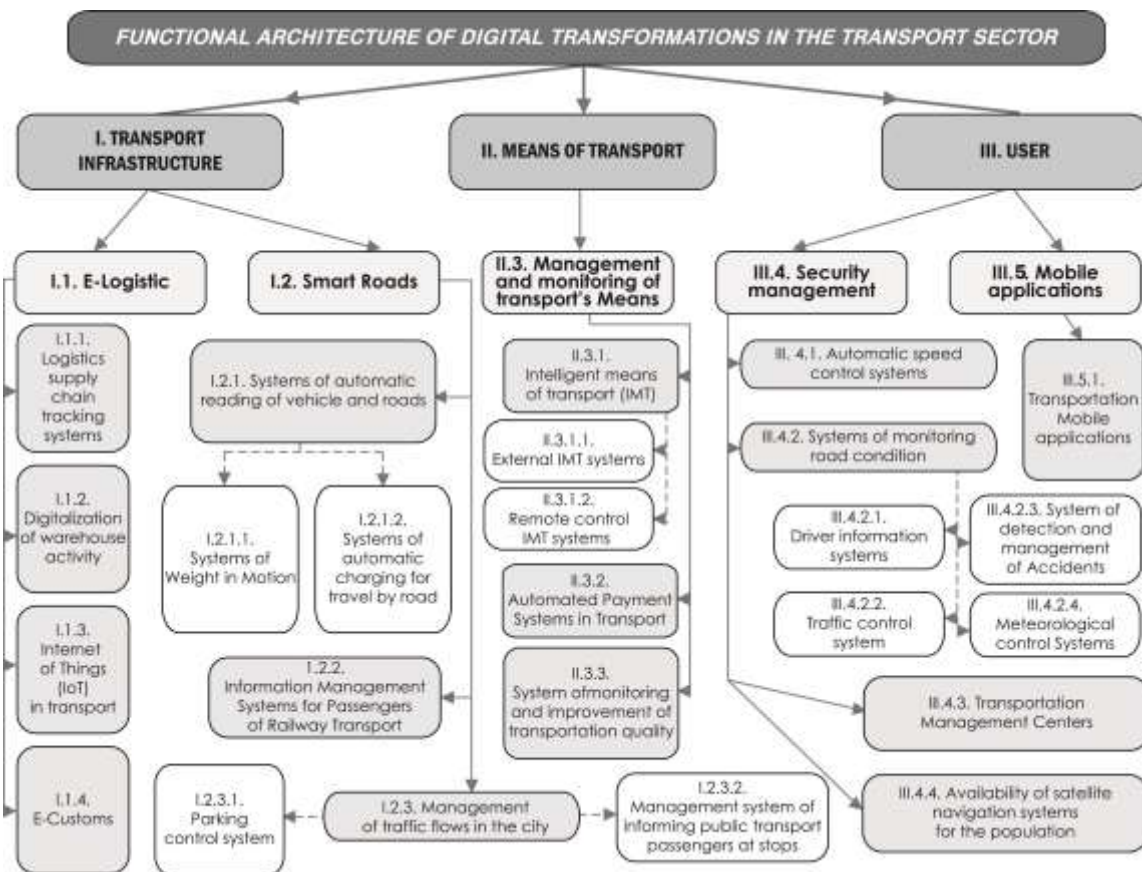 FUNCTIONAL ARCHITECTURE OF DIGITAL TRANSFORMATIONS IN THE TRANSPORT SECTOR
I. TRANSPORT
INFRASTRUCTURE
II. MEANS OF TRANSPORT
III. USER
I.1. E-Logistic
I.2. Smart Roads
II.3. Management
and monitoring of
transport's Means
III.4. Security
management
III.5. Mobile
applications
I.1.1.
Logistics
supply
chain
tracking
systems
I.1.2.
Digitalization
of warehouse
activity
I.1.3.
Internet
of Things
(IoT)
in transport
I.1.4.
E-Customs
I.2.1. Systems of automatic
reading of vehicle and roads
I.2.1.1.
Systems of
Weight in Motion
I.2.1.2.
Systems of
automatic
charging for
travel by road
I.2.2.
Information Management
Systems for Passengers
of Railway Transport
I.2.3.1.
Parking
control system
I.2.3. Management
of traffic flows in the city
I.2.3.2.
Management system of
informing public transport
passengers at stops
II.3.1.
Intelligent means
of transport (IMT)
II.3.1.1.
External IMT systems
II.3.1.2.
Remote control
IMT systems
II.3.2.
Automated Payment
Systems in Transport
II.3.3.
System ofmonitoring
and improvement of
transportation quality
III. 4.1. Automatic speed
control systems
III.4.2. Systems of monitoring
road condition
III.4.2.1.
Driver information
systems
III.4.2.2.
Traffic control
system
III.4.2.3. System of
detection and
management
of Accidents
III.4.2.4.
Meteorological
control Systems
III.4.3. Transportation
Management Centers
III.4.4. Availability of satellite
navigation systems
for the population
III.5.1.
Transportation
Mobile
applications